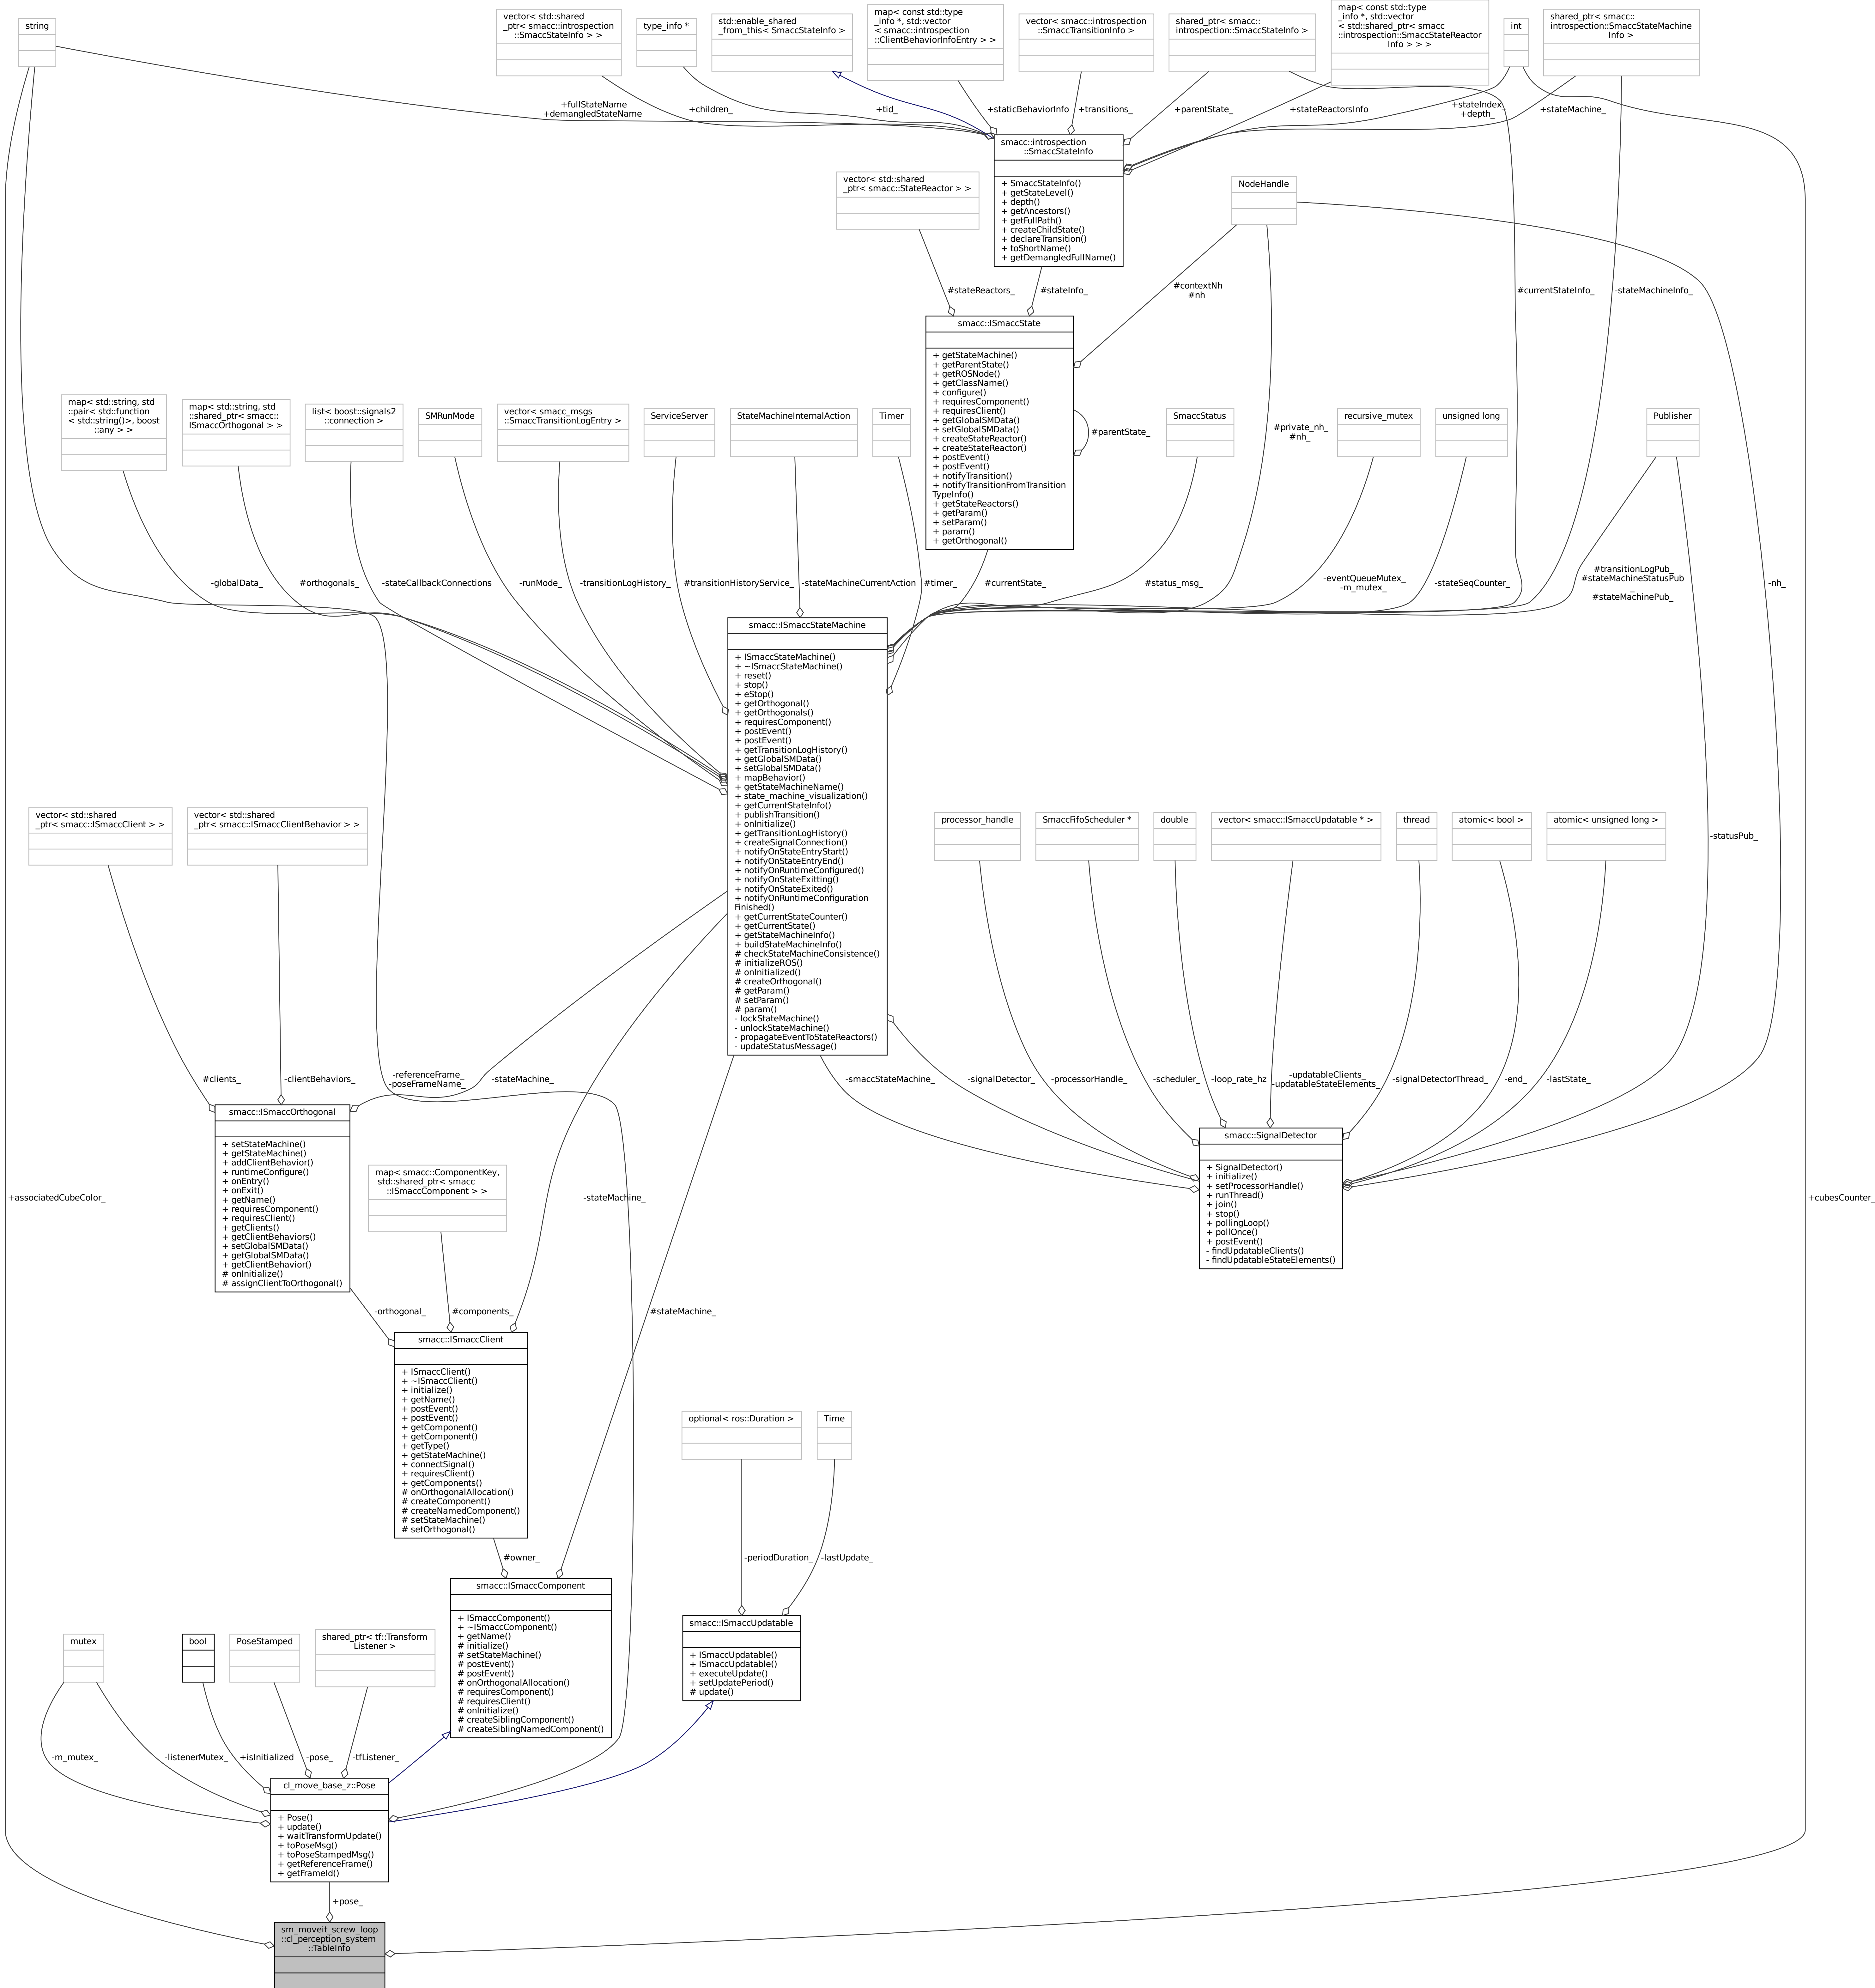 string
vector< std::shared
_ptr< smacc::introspection
::SmaccStateInfo > >
type_info *
std::enable_shared
_from_this< SmaccStateInfo >
map< const std::type
_info *, std::vector
< smacc::introspection
::ClientBehaviorInfoEntry > >
vector< smacc::introspection
::SmaccTransitionInfo >
shared_ptr< smacc::
introspection::SmaccStateInfo >
map< const std::type
_info *, std::vector
< std::shared_ptr< smacc
::introspection::SmaccStateReactor
Info > > >
int
shared_ptr< smacc::
introspection::SmaccStateMachine
Info >
+fullStateName
+demangledStateName
+children_
+tid_
+staticBehaviorInfo
+transitions_
+parentState_
+stateReactorsInfo
+stateIndex_
+depth_
+stateMachine_
smacc::introspection
::SmaccStateInfo
+ SmaccStateInfo()
+ getStateLevel()
+ depth()
+ getAncestors()
+ getFullPath()
+ createChildState()
+ declareTransition()
+ toShortName()
+ getDemangledFullName()
vector< std::shared
_ptr< smacc::StateReactor > >
NodeHandle
#stateReactors_
#stateInfo_
#contextNh
#nh
#currentStateInfo_
-stateMachineInfo_
smacc::ISmaccState
+ getStateMachine()
+ getParentState()
+ getROSNode()
+ getClassName()
+ configure()
+ requiresComponent()
+ requiresClient()
+ getGlobalSMData()
+ setGlobalSMData()
+ createStateReactor()
+ createStateReactor()
+ postEvent()
+ postEvent()
+ notifyTransition()
+ notifyTransitionFromTransition
TypeInfo()
+ getStateReactors()
+ getParam()
+ setParam()
+ param()
+ getOrthogonal()
#parentState_
#private_nh_
#nh_
map< std::string, std
::pair< std::function
< std::string()>, boost
::any > >
map< std::string, std
::shared_ptr< smacc::
ISmaccOrthogonal > >
list< boost::signals2
::connection >
SMRunMode
vector< smacc_msgs
::SmaccTransitionLogEntry >
ServiceServer
StateMachineInternalAction
Timer
SmaccStatus
recursive_mutex
unsigned long
Publisher
-globalData_
#orthogonals_
-stateCallbackConnections
-runMode_
-transitionLogHistory_
#transitionHistoryService_
-stateMachineCurrentAction
#timer_
#currentState_
#status_msg_
-eventQueueMutex_
-m_mutex_
-stateSeqCounter_
#transitionLogPub_
#stateMachineStatusPub
_
#stateMachinePub_
-nh_
smacc::ISmaccStateMachine
+ ISmaccStateMachine()
+ ~ISmaccStateMachine()
+ reset()
+ stop()
+ eStop()
+ getOrthogonal()
+ getOrthogonals()
+ requiresComponent()
+ postEvent()
+ postEvent()
+ getTransitionLogHistory()
+ getGlobalSMData()
+ setGlobalSMData()
+ mapBehavior()
+ getStateMachineName()
+ state_machine_visualization()
+ getCurrentStateInfo()
+ publishTransition()
+ onInitialize()
+ getTransitionLogHistory()
+ createSignalConnection()
+ notifyOnStateEntryStart()
+ notifyOnStateEntryEnd()
+ notifyOnRuntimeConfigured()
+ notifyOnStateExitting()
+ notifyOnStateExited()
+ notifyOnRuntimeConfiguration
Finished()
+ getCurrentStateCounter()
+ getCurrentState()
+ getStateMachineInfo()
+ buildStateMachineInfo()
# checkStateMachineConsistence()
# initializeROS()
# onInitialized()
# createOrthogonal()
# getParam()
# setParam()
# param()
- lockStateMachine()
- unlockStateMachine()
- propagateEventToStateReactors()
- updateStatusMessage()
vector< std::shared
_ptr< smacc::ISmaccClient > >
vector< std::shared
_ptr< smacc::ISmaccClientBehavior > >
processor_handle
SmaccFifoScheduler *
double
vector< smacc::ISmaccUpdatable * >
thread
atomic< bool >
atomic< unsigned long >
-statusPub_
#clients_
-clientBehaviors_
-referenceFrame_
-poseFrameName_
-stateMachine_
-smaccStateMachine_
-signalDetector_
-processorHandle_
-scheduler_
-loop_rate_hz
-updatableClients_
-updatableStateElements_
-signalDetectorThread_
-end_
-lastState_
smacc::ISmaccOrthogonal
+ setStateMachine()
+ getStateMachine()
+ addClientBehavior()
+ runtimeConfigure()
+ onEntry()
+ onExit()
+ getName()
+ requiresComponent()
+ requiresClient()
+ getClients()
+ getClientBehaviors()
+ setGlobalSMData()
+ getGlobalSMData()
+ getClientBehavior()
# onInitialize()
# assignClientToOrthogonal()
smacc::SignalDetector
+ SignalDetector()
+ initialize()
+ setProcessorHandle()
+ runThread()
+ join()
+ stop()
+ pollingLoop()
+ pollOnce()
+ postEvent()
- findUpdatableClients()
- findUpdatableStateElements()
map< smacc::ComponentKey,
std::shared_ptr< smacc
::ISmaccComponent > >
+associatedCubeColor_
-stateMachine_
+cubesCounter_
-orthogonal_
#components_
#stateMachine_
smacc::ISmaccClient
+ ISmaccClient()
+ ~ISmaccClient()
+ initialize()
+ getName()
+ postEvent()
+ postEvent()
+ getComponent()
+ getComponent()
+ getType()
+ getStateMachine()
+ connectSignal()
+ requiresClient()
+ getComponents()
# onOrthogonalAllocation()
# createComponent()
# createNamedComponent()
# setStateMachine()
# setOrthogonal()
optional< ros::Duration >
Time
#owner_
-periodDuration_
-lastUpdate_
smacc::ISmaccComponent
+ ISmaccComponent()
+ ~ISmaccComponent()
+ getName()
# initialize()
# setStateMachine()
# postEvent()
# postEvent()
# onOrthogonalAllocation()
# requiresComponent()
# requiresClient()
# onInitialize()
# createSiblingComponent()
# createSiblingNamedComponent()
smacc::ISmaccUpdatable
+ ISmaccUpdatable()
+ ISmaccUpdatable()
+ executeUpdate()
+ setUpdatePeriod()
# update()
mutex
bool
PoseStamped
shared_ptr< tf::Transform
Listener >
-m_mutex_
-listenerMutex_
+isInitialized
-pose_
-tfListener_
cl_move_base_z::Pose
+ Pose()
+ update()
+ waitTransformUpdate()
+ toPoseMsg()
+ toPoseStampedMsg()
+ getReferenceFrame()
+ getFrameId()
+pose_
sm_moveit_screw_loop
::cl_perception_system
::TableInfo